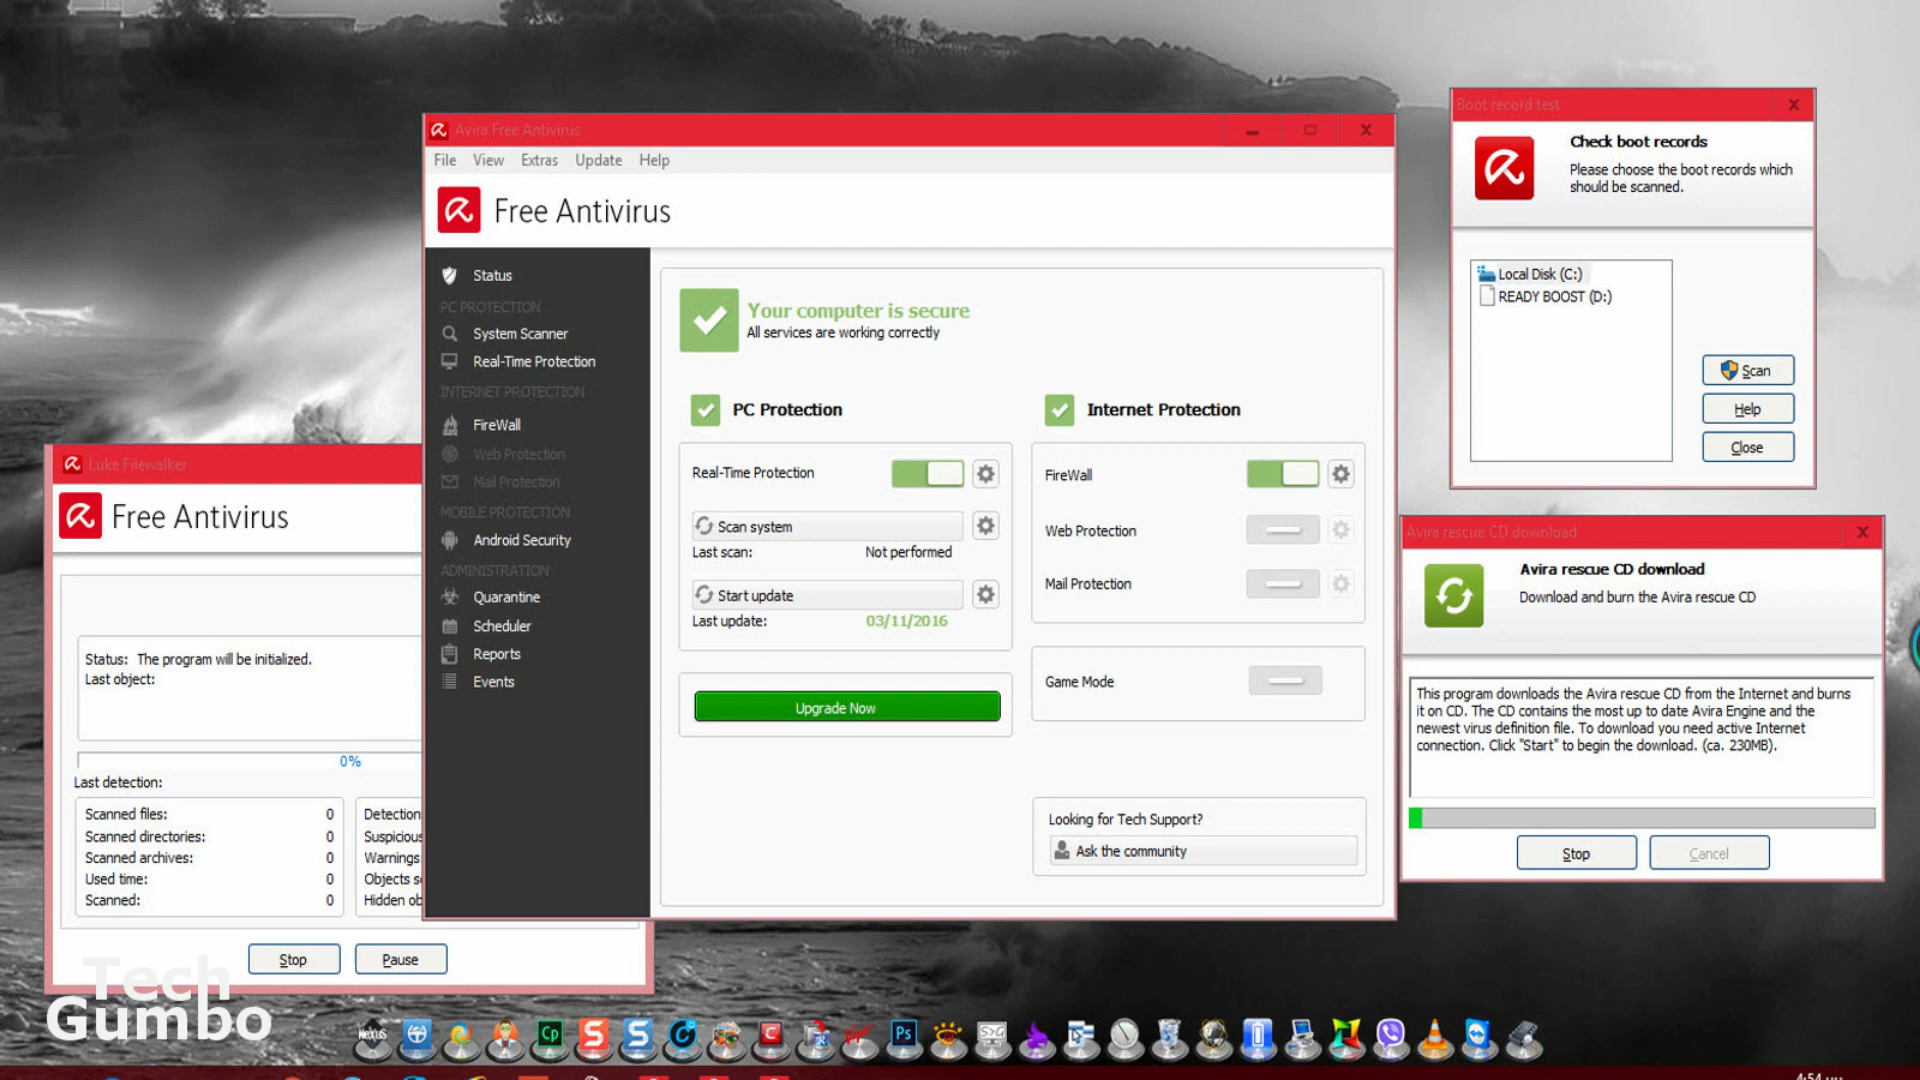 Avira Free Antivirus
File View Extras Update Help
Free Antivirus
Status
PC PROTECTION
System Scanner
Real-Time Protection
INTERNET PROTECTION
FireWall
Web Protection
Mail Protection
MOBILE PROTECTION
Android Security
ADMINISTRATION
Quarantine
Scheduler
Reports
Events
Your computer is secure
All services are working correctly
PC Protection
Real-Time Protection
Scan system
Last scan: Not performed
Start update
Last update: 03/11/2016
Upgrade Now
Internet Protection
FireWall
Web Protection
Mail Protection
Game Mode
Looking for Tech Support?
Ask the community
Boot record test
Check boot records
Please choose the boot records which
should be scanned.
Local Disk (C:)
READY BOOST (D:)
Scan
Help
Close
Avira rescue CD download
Avira rescue CD download
Download and burn the Avira rescue CD
This program downloads the Avira rescue CD from the Internet and burns
it on CD. The CD contains the most up to date Avira Engine and the
newest virus definition file. To download you need active Internet
connection. Click "Start" to begin the download. (ca. 230MB).
Stop Cancel
Luke Filewalker
Free Antivirus
Status: The program will be initialized.
Last object:
0%
Last detection:
Scanned files: 0
Scanned directories: 0
Scanned archives: 0
Used time: 0
Scanned: 0
Detection
Suspicious
Warnings
Objects s
Hidden ob
Stop Pause
Tech
Gumbo
Nexus
Cp
S
S
C
Ps
SXG